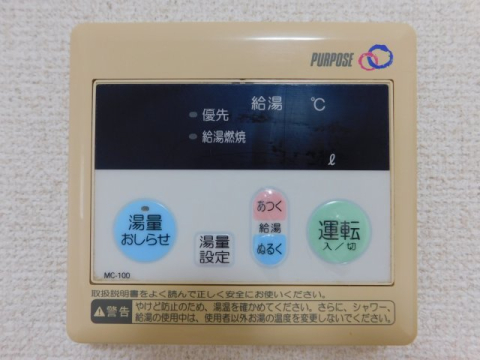 PURPOSE
給湯 ℃
優先
給湯燃焼
ℓ
湯量
おしらせ
湯量
設定
あつく
給湯
ぬるく
運転
入/切
MC-100
取扱説明書をよく読んで正しく安全にお使いください。
警告
やけど防止のため、湯温を確かめてください。さらに、シャワー、
給湯の使用中は、使用者以外お湯の温度を変更しないでください。